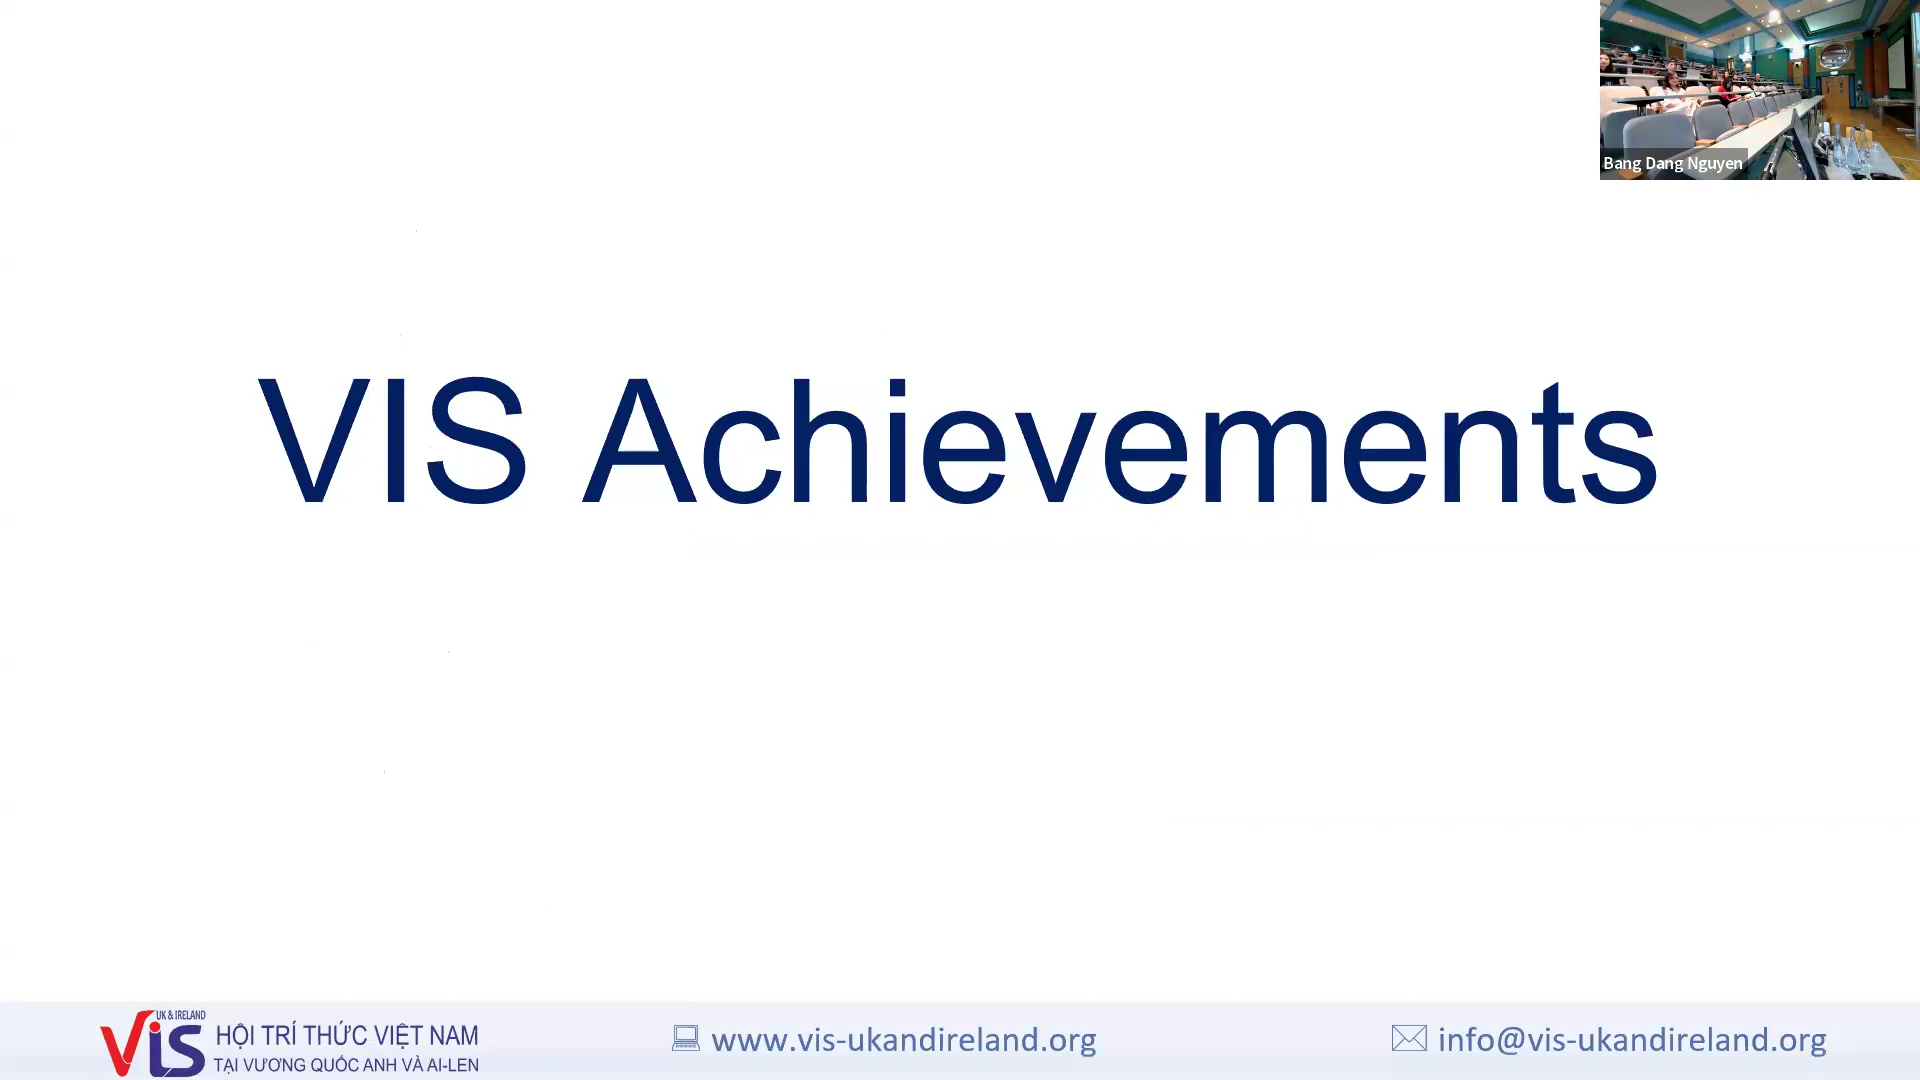 Bang Dang Nguyen
VIS Achievements
UK & IRELAND
ViS
HỘI TRÍ THỨC VIỆT NAM
TẠI VƯƠNG QUỐC ANH VÀ AI-LEN
www.vis-ukandireland.org
info@vis-ukandireland.org